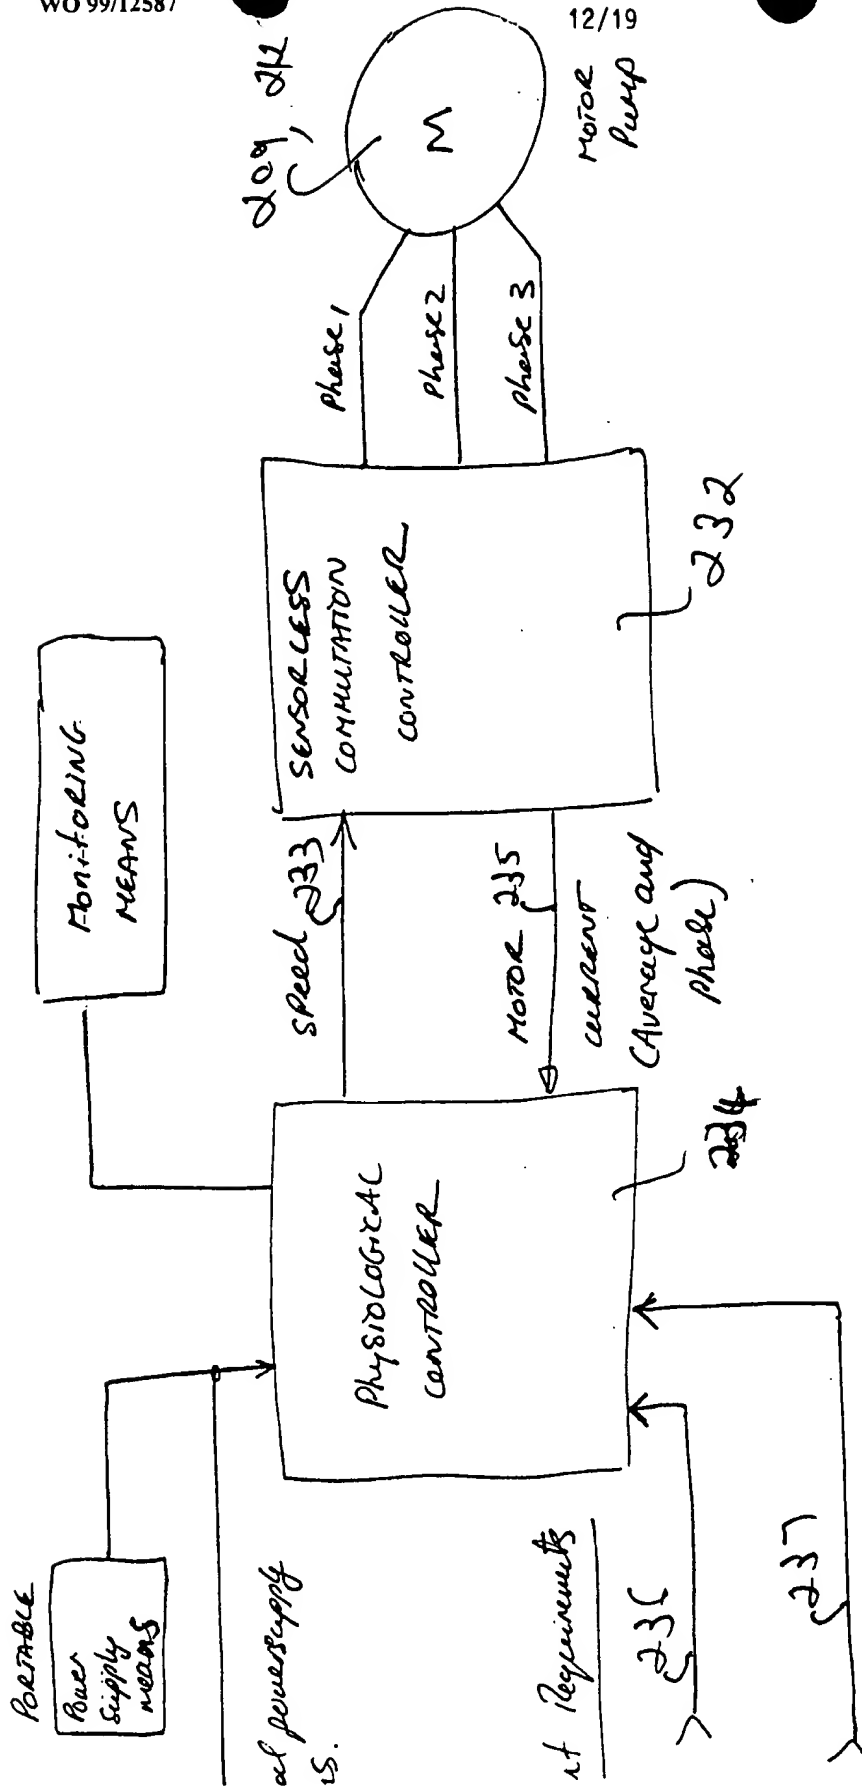 WO 99/12587
12/19
209, 212
M
MOTOR
Pump
Phase 1
Phase 2
Phase 3
SENSORLESS
COMMUTATION
CONTROLLER
232
MONITORING
MEANS
Speed 233
MOTOR 235
CURRENT
(Average and
Phase)
PHYSIOLOGICAL
CONTROLLER
234
PORTABLE
Power
Supply
means
al power supply
s.
nt Requirements
236
237